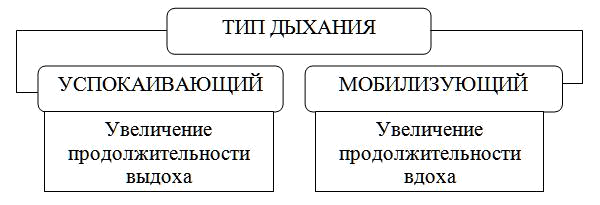 ТИП ДЫХАНИЯ
УСПОКАИВАЮЩИЙ
Увеличение
продолжительности
выдоха
МОБИЛИЗУЮЩИЙ
Увеличение
продолжительности
вдоха